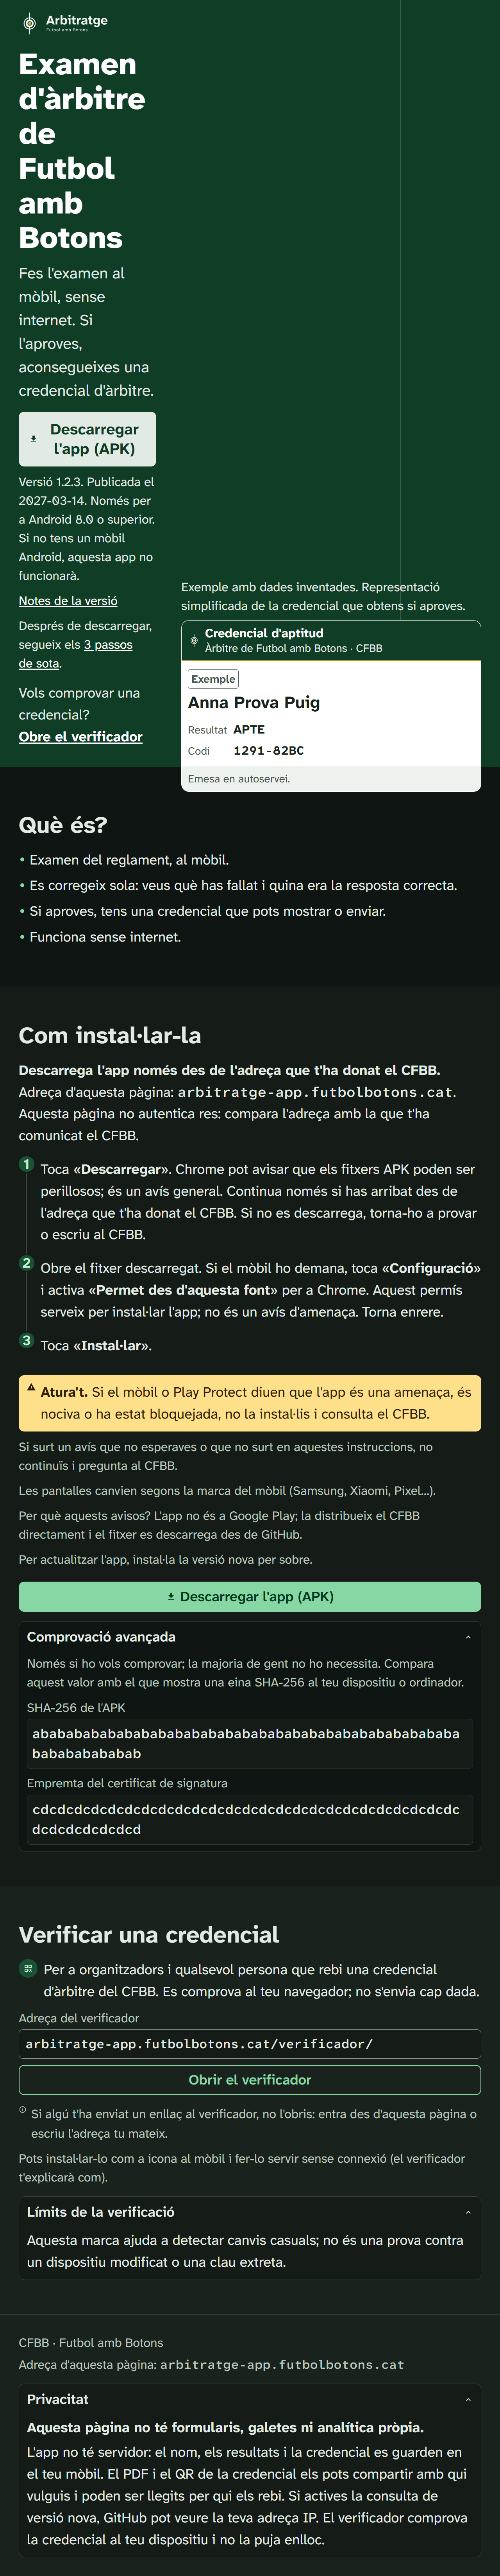 Arbitratge
Futbol amb Botons
Examen
d'àrbitre
de
Futbol
amb
Botons
Fes l'examen al
mòbil, sense
internet. Si
l'aproves,
aconsegueixes una
credencial d'àrbitre.
Descarregar
l'app (APK)
Versió 1.2.3. Publicada el
2027-03-14. Només per
a Android 8.0 o superior.
Si no tens un mòbil
Android, aquesta app no
funcionarà.
Notes de la versió
Després de descarregar,
segueix els 3 passos
de sota.
Vols comprovar una
credencial?
Obre el verificador
Exemple amb dades inventades. Representació
simplificada de la credencial que obtens si aproves.
Credencial d'aptitud
Àrbitre de Futbol amb Botons · CFBB
Exemple
Anna Prova Puig
Resultat APTE
Codi 1291-82BC
Emesa en autoservei.
Què és?
• Examen del reglament, al mòbil.
• Es corregeix sola: veus què has fallat i quina era la resposta correcta.
• Si aproves, tens una credencial que pots mostrar o enviar.
• Funciona sense internet.
Com instal·lar-la
Descarrega l'app només des de l'adreça que t'ha donat el CFBB.
Adreça d'aquesta pàgina: arbitratge-app.futbolbotons.cat.
Aquesta pàgina no autentica res: compara l'adreça amb la que t'ha
comunicat el CFBB.
1 Toca «Descarregar». Chrome pot avisar que els fitxers APK poden ser
perillosos; és un avís general. Continua només si has arribat des de
l'adreça que t'ha donat el CFBB. Si no es descarrega, torna-ho a provar
o escriu al CFBB.
2 Obre el fitxer descarregat. Si el mòbil ho demana, toca «Configuració»
i activa «Permet des d'aquesta font» per a Chrome. Aquest permís
serveix per instal·lar l'app; no és un avís d'amenaça. Torna enrere.
3 Toca «Instal·lar».
Atura't. Si el mòbil o Play Protect diuen que l'app és una amenaça, és
nociva o ha estat bloquejada, no la instal·lis i consulta el CFBB.
Si surt un avís que no esperaves o que no surt en aquestes instruccions, no
continuïs i pregunta al CFBB.
Les pantalles canvien segons la marca del mòbil (Samsung, Xiaomi, Pixel…).
Per què aquests avisos? L'app no és a Google Play; la distribueix el CFBB
directament i el fitxer es descarrega des de GitHub.
Per actualitzar l'app, instal·la la versió nova per sobre.
Descarregar l'app (APK)
Comprovació avançada
Només si ho vols comprovar; la majoria de gent no ho necessita. Compara
aquest valor amb el que mostra una eina SHA-256 al teu dispositiu o ordinador.
SHA-256 de l'APK
abababababababababababababababababababababababababa
bababababababab
Empremta del certificat de signatura
cdcdcdcdcdcdcdcdcdcdcdcdcdcdcdcdcdcdcdcdcdcdcdcdcdc
dcdcdcdcdcdcd
Verificar una credencial
Per a organitzadors i qualsevol persona que rebi una credencial
d'àrbitre del CFBB. Es comprova al teu navegador; no s'envia cap dada.
Adreça del verificador
arbitratge-app.futbolbotons.cat/verificador/
Obrir el verificador
Si algú t'ha enviat un enllaç al verificador, no l'obris: entra des d'aquesta pàgina o
escriu l'adreça tu mateix.
Pots instal·lar-lo com a icona al mòbil i fer-lo servir sense connexió (el verificador
t'explicarà com).
Límits de la verificació
Aquesta marca ajuda a detectar canvis casuals; no és una prova contra
un dispositiu modificat o una clau extreta.
CFBB · Futbol amb Botons
Adreça d'aquesta pàgina: arbitratge-app.futbolbotons.cat
Privacitat
Aquesta pàgina no té formularis, galetes ni analítica pròpia.
L'app no té servidor: el nom, els resultats i la credencial es guarden en
el teu mòbil. El PDF i el QR de la credencial els pots compartir amb qui
vulguis i poden ser llegits per qui els rebi. Si actives la consulta de
versió nova, GitHub pot veure la teva adreça IP. El verificador comprova
la credencial al teu dispositiu i no la puja enlloc.